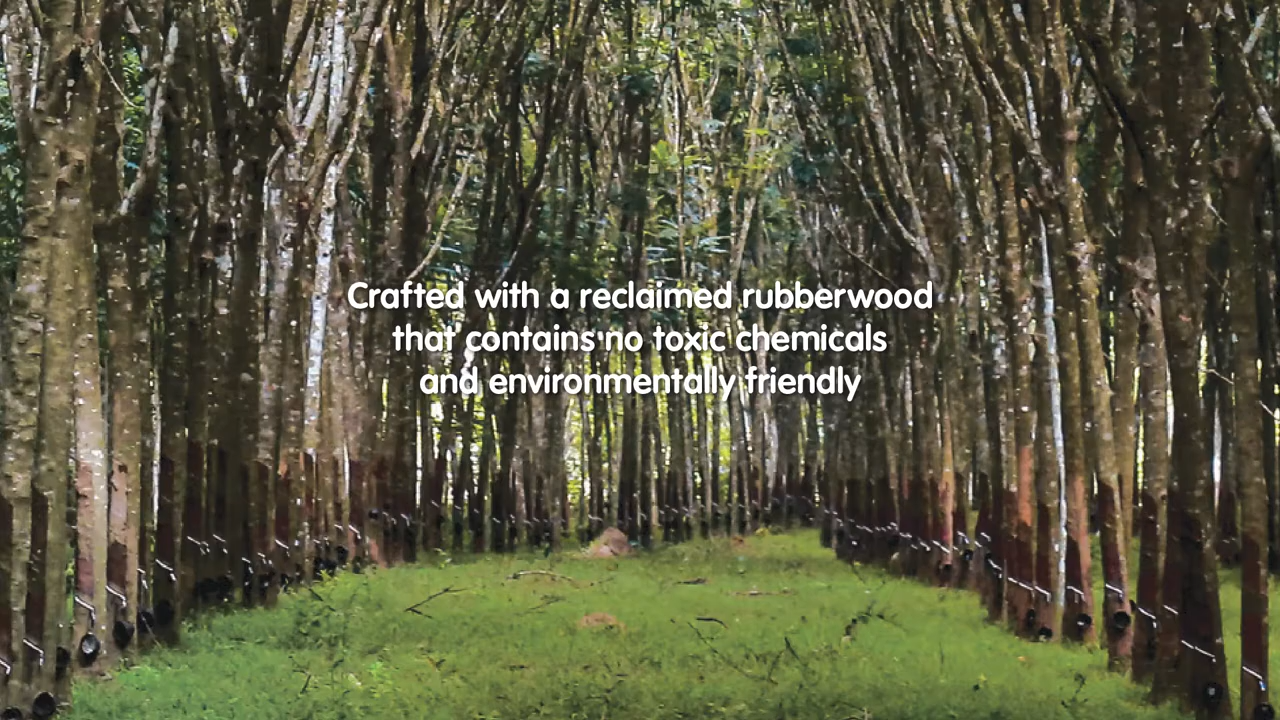 Crafted with a reclaimed rubberwood
that contains no toxic chemicals
and environmentally friendly